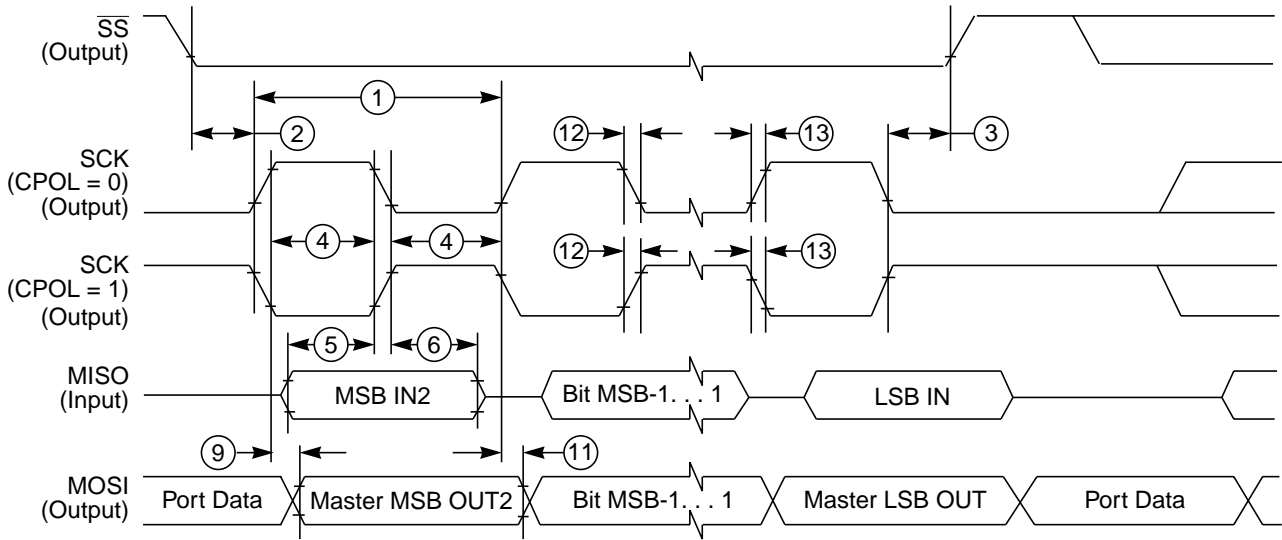 SS
(Output)
1
2
12
13
3
SCK
(CPOL = 0)
(Output)
4
4
12
13
SCK
(CPOL = 1)
(Output)
5
6
MISO
(Input)
MSB IN2
Bit MSB-1. . . 1
LSB IN
9
11
MOSI
(Output)
Port Data
Master MSB OUT2
Bit MSB-1. . . 1
Master LSB OUT
Port Data